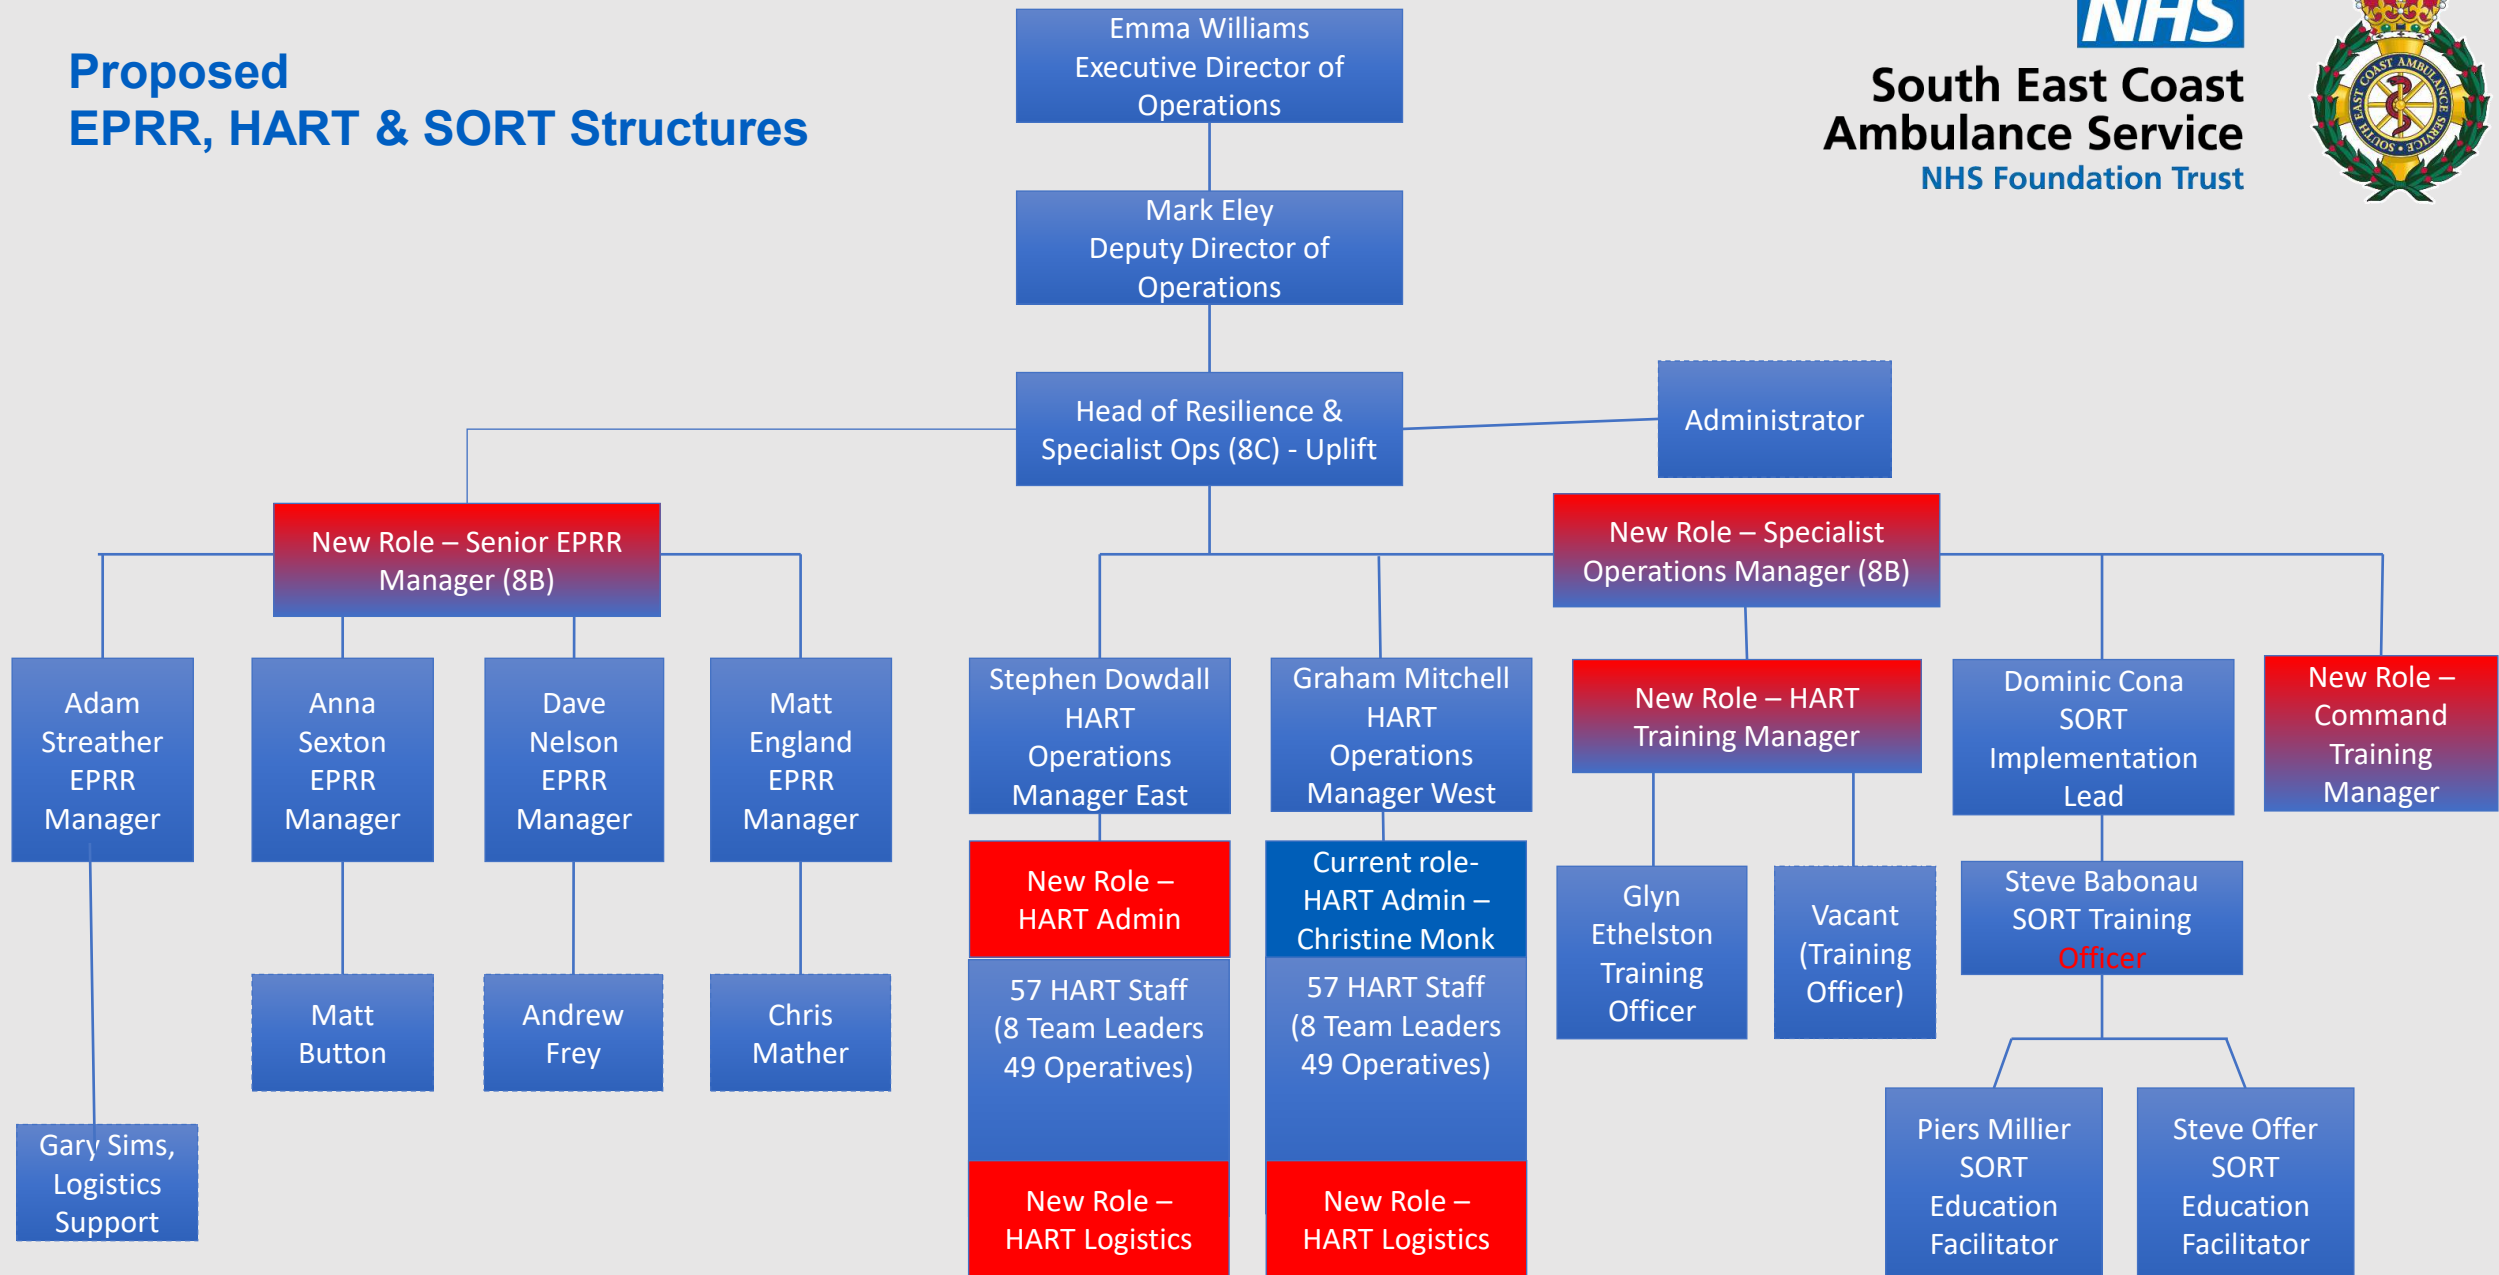 Proposed
EPRR, HART & SORT Structures
NHS
South East Coast
Ambulance Service
NHS Foundation Trust
SOUTH EAST COAST AMBULANCE SERVICE
Emma Williams
Executive Director of
Operations
Mark Eley
Deputy Director of
Operations
Head of Resilience &
Specialist Ops (8C) - Uplift
Administrator
New Role – Senior EPRR
Manager (8B)
New Role – Specialist
Operations Manager (8B)
Adam
Streather
EPRR
Manager
Anna
Sexton
EPRR
Manager
Dave
Nelson
EPRR
Manager
Matt
England
EPRR
Manager
Stephen Dowdall
HART
Operations
Manager East
Graham Mitchell
HART
Operations
Manager West
New Role – HART
Training Manager
Dominic Cona
SORT
Implementation
Lead
New Role –
Command
Training
Manager
New Role –
HART Admin
Current role-
HART Admin –
Christine Monk
Glyn
Ethelston
Training
Officer
Vacant
(Training
Officer)
Steve Babonau
SORT Training
Officer
Matt
Button
Andrew
Frey
Chris
Mather
57 HART Staff
(8 Team Leaders
49 Operatives)
57 HART Staff
(8 Team Leaders
49 Operatives)
Gary Sims,
Logistics
Support
New Role –
HART Logistics
New Role –
HART Logistics
Piers Millier
SORT
Education
Facilitator
Steve Offer
SORT
Education
Facilitator